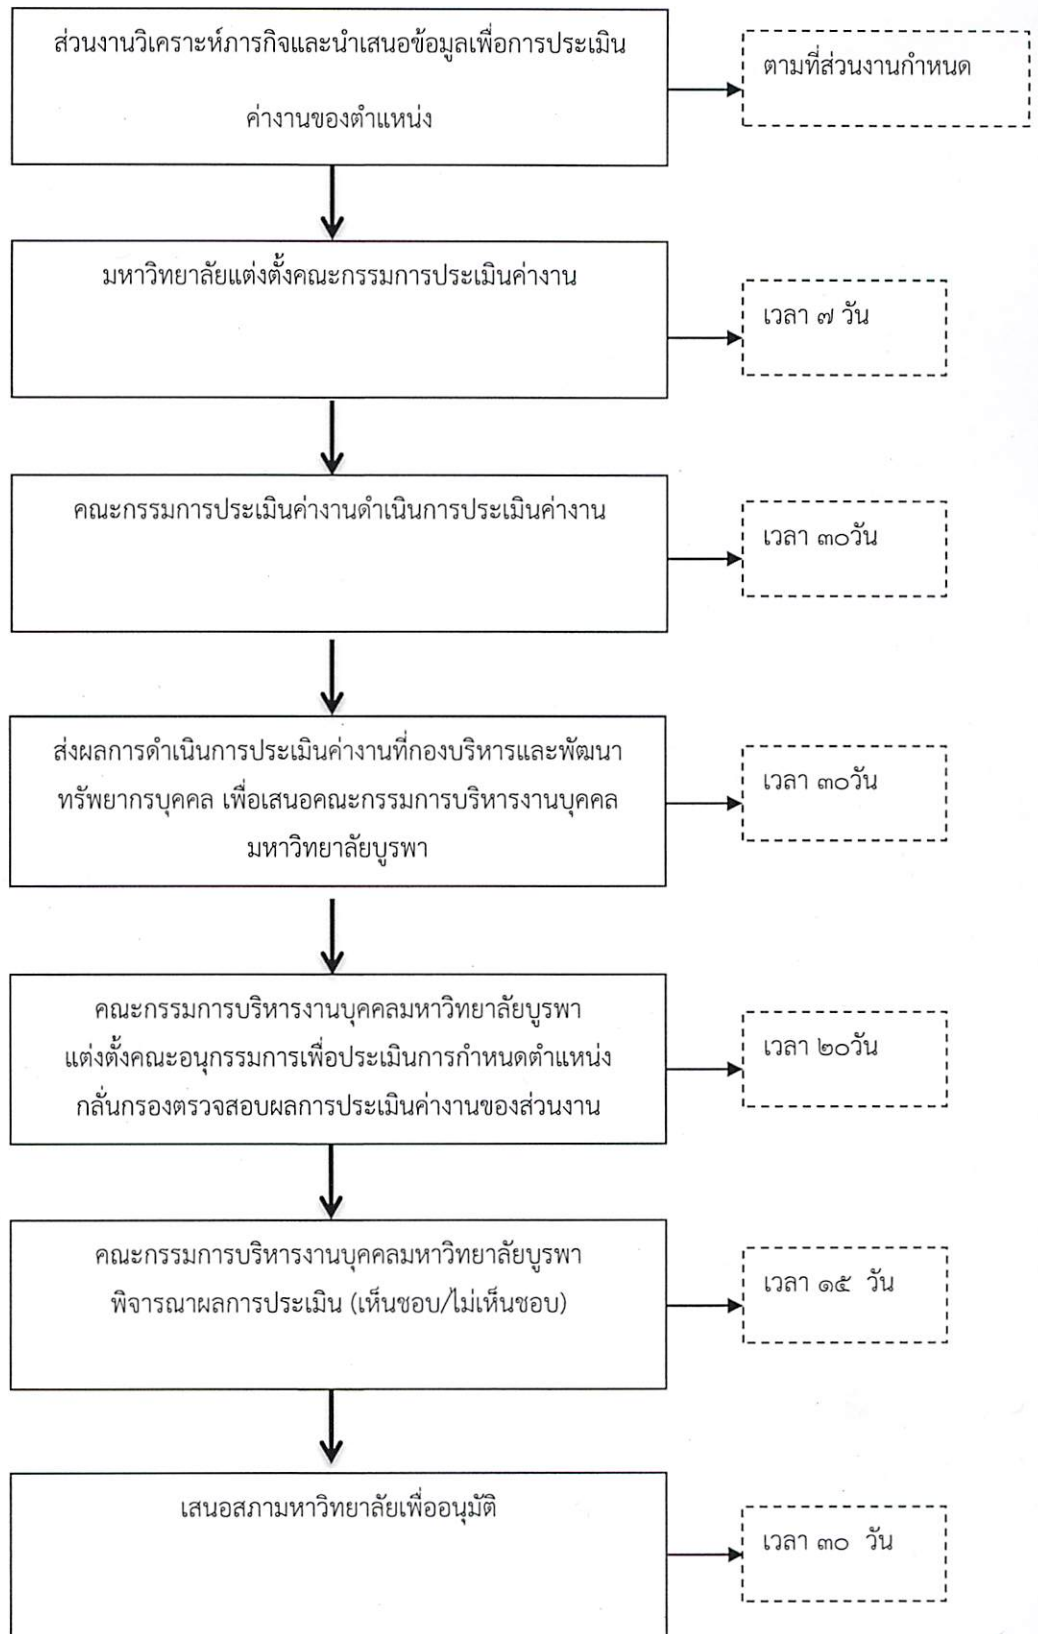 ส่วนงานวิเคราะห์ภารกิจและนำเสนอข้อมูลเพื่อการประเมิน
ค่างานของตำแหน่ง
ตามที่ส่วนงานกำหนด
มหาวิทยาลัยแต่งตั้งคณะกรรมการประเมินค่างาน
เวลา ๗ วัน
คณะกรรมการประเมินค่างานดำเนินการประเมินค่างาน
เวลา ๓๐วัน
ส่งผลการดำเนินการประเมินค่างานที่กองบริหารและพัฒนา
ทรัพยากรบุคคล เพื่อเสนอคณะกรรมการบริหารงานบุคคล
มหาวิทยาลัยบูรพา
เวลา ๓๐วัน
คณะกรรมการบริหารงานบุคคลมหาวิทยาลัยบูรพา
แต่งตั้งคณะอนุกรรมการเพื่อประเมินการกำหนดตำแหน่ง
กลั่นกรองตรวจสอบผลการประเมินค่างานของส่วนงาน
เวลา ๒๐วัน
คณะกรรมการบริหารงานบุคคลมหาวิทยาลัยบูรพา
พิจารณาผลการประเมิน (เห็นชอบ/ไม่เห็นชอบ)
เวลา ๑๕ วัน
เสนอสภามหาวิทยาลัยเพื่ออนุมัติ
เวลา ๓๐ วัน